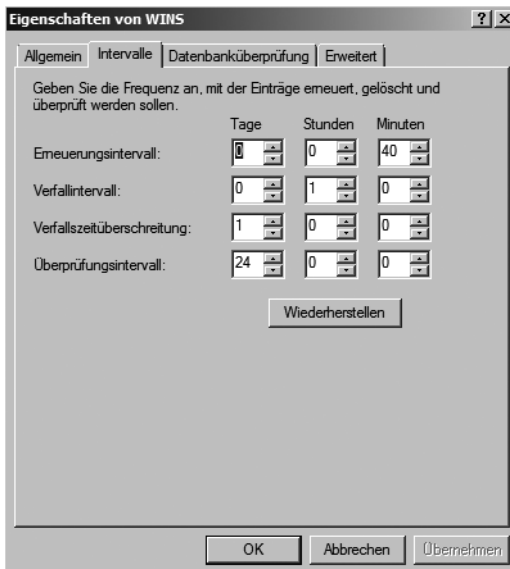 Eigenschaften von WINS ? ×
Allgemein Intervalle Datenbanküberprüfung Erweitert
Geben Sie die Frequenz an, mit der Einträge erneuert, gelöscht und
überprüft werden sollen.
Tage Stunden Minuten
Erneuerungsintervall: 0 0 40
Verfallintervall: 0 1 0
Verfallszeitüberschreitung: 1 0 0
Überprüfungsintervall: 24 0 0
Wiederherstellen
OK Abbrechen Übernehmen